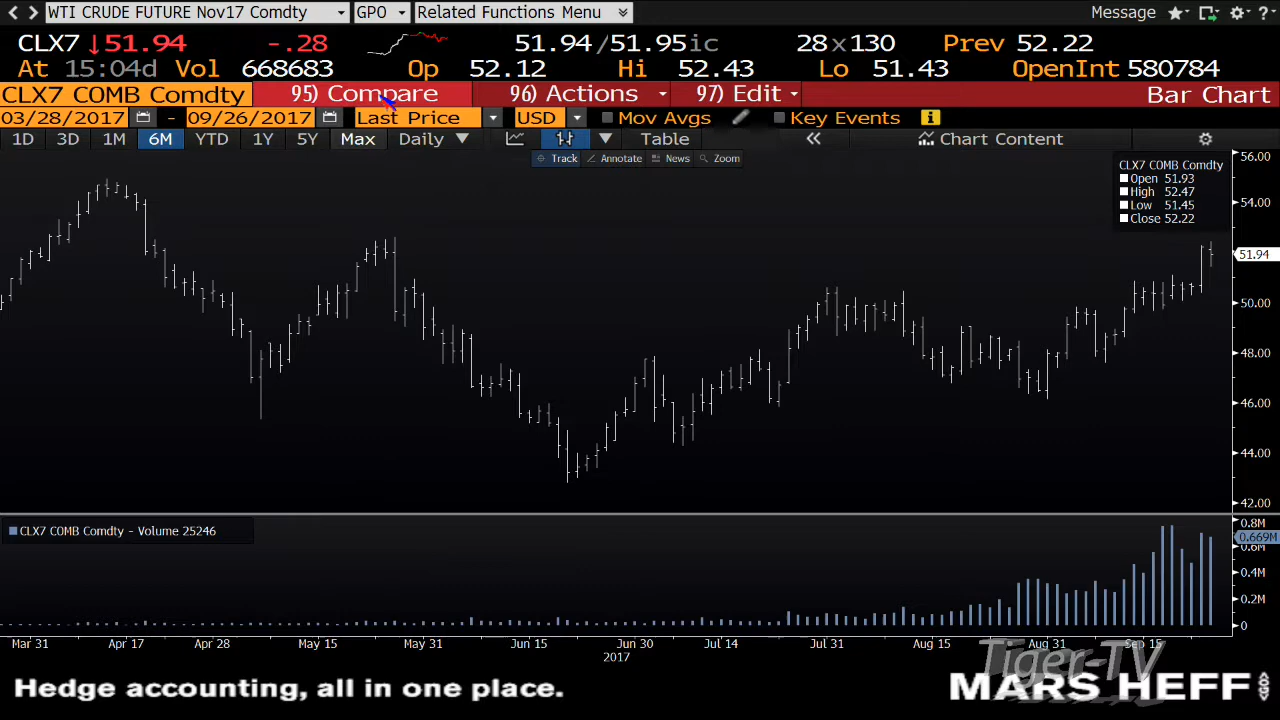 WTI CRUDE FUTURE Nov17 Comdty GPO Related Functions Menu Message
CLX7 ↓51.94 -.28 51.94/51.95ic 28x130 Prev 52.22
At 15:04d Vol 668683 Op 52.12 Hi 52.43 Lo 51.43 OpenInt 580784
CLX7 COMB Comdty 95) Compare 96) Actions 97) Edit Bar Chart
03/28/2017 - 09/26/2017 Last Price USD Mov Avgs Key Events
1D 3D 1M 6M YTD 1Y 5Y Max Daily Table « Chart Content
Track Annotate News Zoom
CLX7 COMB Comdty
Open 51.93
High 52.47
Low 51.45
Close 52.22
56.00
54.00
51.94
50.00
48.00
46.00
44.00
42.00
CLX7 COMB Comdty - Volume 25246
0.8M
0.669M
0.6M
0.4M
0.2M
0
Mar 31 Apr 17 Apr 28 May 15 May 31 Jun 15 Jun 30 Jul 14 Jul 31 Aug 15 Aug 31 Sep 15
2017
Tiger-TV
Hedge accounting, all in one place. MARS HEFF